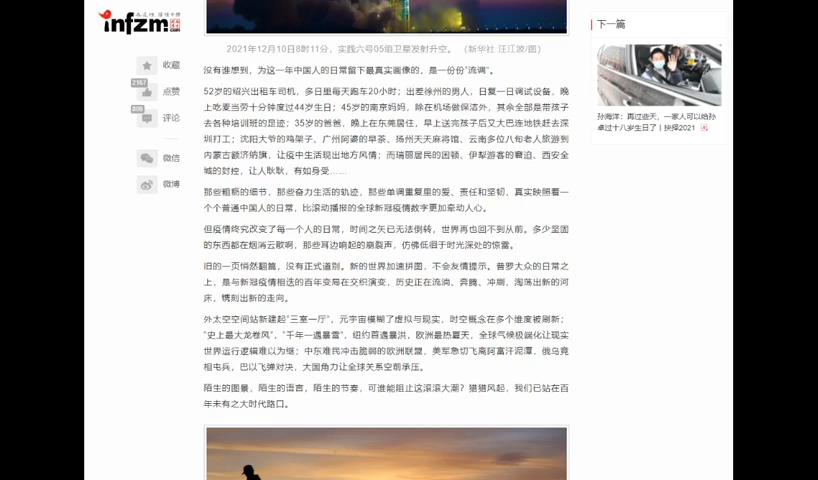 infzm
.com
收藏
2167
点赞
408
评论
微信
微博
2021年12月10日8时11分，实践六号05组卫星发射升空。 （新华社 汪江波/图）
没有谁想到，为这一年中国人的日常留下最真实画像的，是一份份“流调”。
52岁的绍兴出租车司机，多日里每天跑车20小时；出差徐州的男人，日复一日调试设备，晚
上吃麦当劳十分钟度过44岁生日；45岁的南京妈妈，除在机场做保洁外，其余全部是带孩子
去各种培训班的足迹；35岁的爸爸，晚上在东莞居住，早上送完孩子后又大巴连地铁赶去深
圳打工；沈阳大爷的鸡架子、广州阿婆的早茶、扬州天天麻将馆、云南多位八旬老人旅游到
内蒙古额济纳旗，让疫中生活现出地方风情；而瑞丽居民的困顿、伊犁游客的窘迫、西安全
城的封控，让人耿耿，有如身受……
那些粗粝的细节，那些奋力生活的轨迹，那些单调重复里的爱、责任和坚韧，真实映照着一
个个普通中国人的日常，比滚动播报的全球新冠疫情数字更加牵动人心。
但疫情终究改变了每一个人的日常，时间之矢已无法倒转，世界再也回不到从前。多少坚固
的东西都在烟消云散啊，那些耳边响起的崩裂声，仿佛低徊于时光深处的惊雷。
旧的一页悄然翻篇，没有正式道别。新的世界加速拼图，不会友情提示。普罗大众的日常之
上，是与新冠疫情相迭的百年变局在交织演变，历史正在流淌、奔腾、冲刷，淘荡出新的河
床，镌刻出新的走向。
外太空空间站新建起“三室一厅”，元宇宙模糊了虚拟与现实，时空概念在多个维度被刷新；
“史上最大龙卷风”，“千年一遇暴雪”，纽约首遇暴洪，欧洲最热夏天，全球气候极端化让现实
世界运行逻辑难以为继；中东难民冲击脆弱的欧洲联盟，美军急切飞离阿富汗泥潭，俄乌竞
相屯兵，巴以飞弹对决，大国角力让全球关系空前承压。
陌生的图景，陌生的语言，陌生的节奏，可谁能阻止这滚滚大潮？猎猎风起，我们已站在百
年未有之大时代路口。
下一篇
孙海洋：再过些天，一家人可以给孙
卓过十八岁生日了丨抉择2021